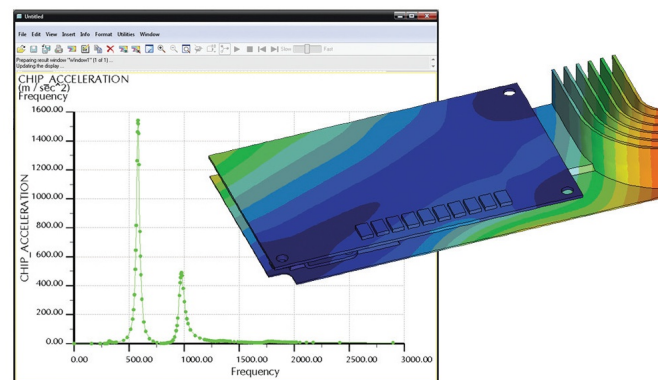 Untitled
File Edit View Insert Info Format Utilities Window
Slow Fast
Preparing result window "window1" (1 of 1)...
Updating the display ...
CHIP_ACCELERATION
(m / sec^2)
Frequency
1600.00
1400.00
1200.00
1000.00
800.00
600.00
400.00
200.00
0.00
CHIP_ACCELERATION
0.00 500.00 1000.00 1500.00 2000.00 2500.00 3000.00
Frequency